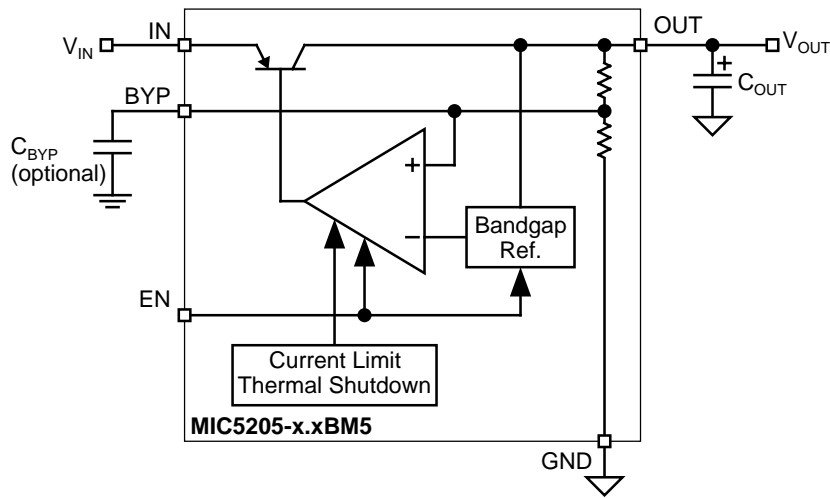 IN
OUT
VIN
VOUT
+
COUT
BYP
CBYP
(optional)
+
−
Bandgap
Ref.
EN
Current Limit
Thermal Shutdown
MIC5205-x.xBM5
GND